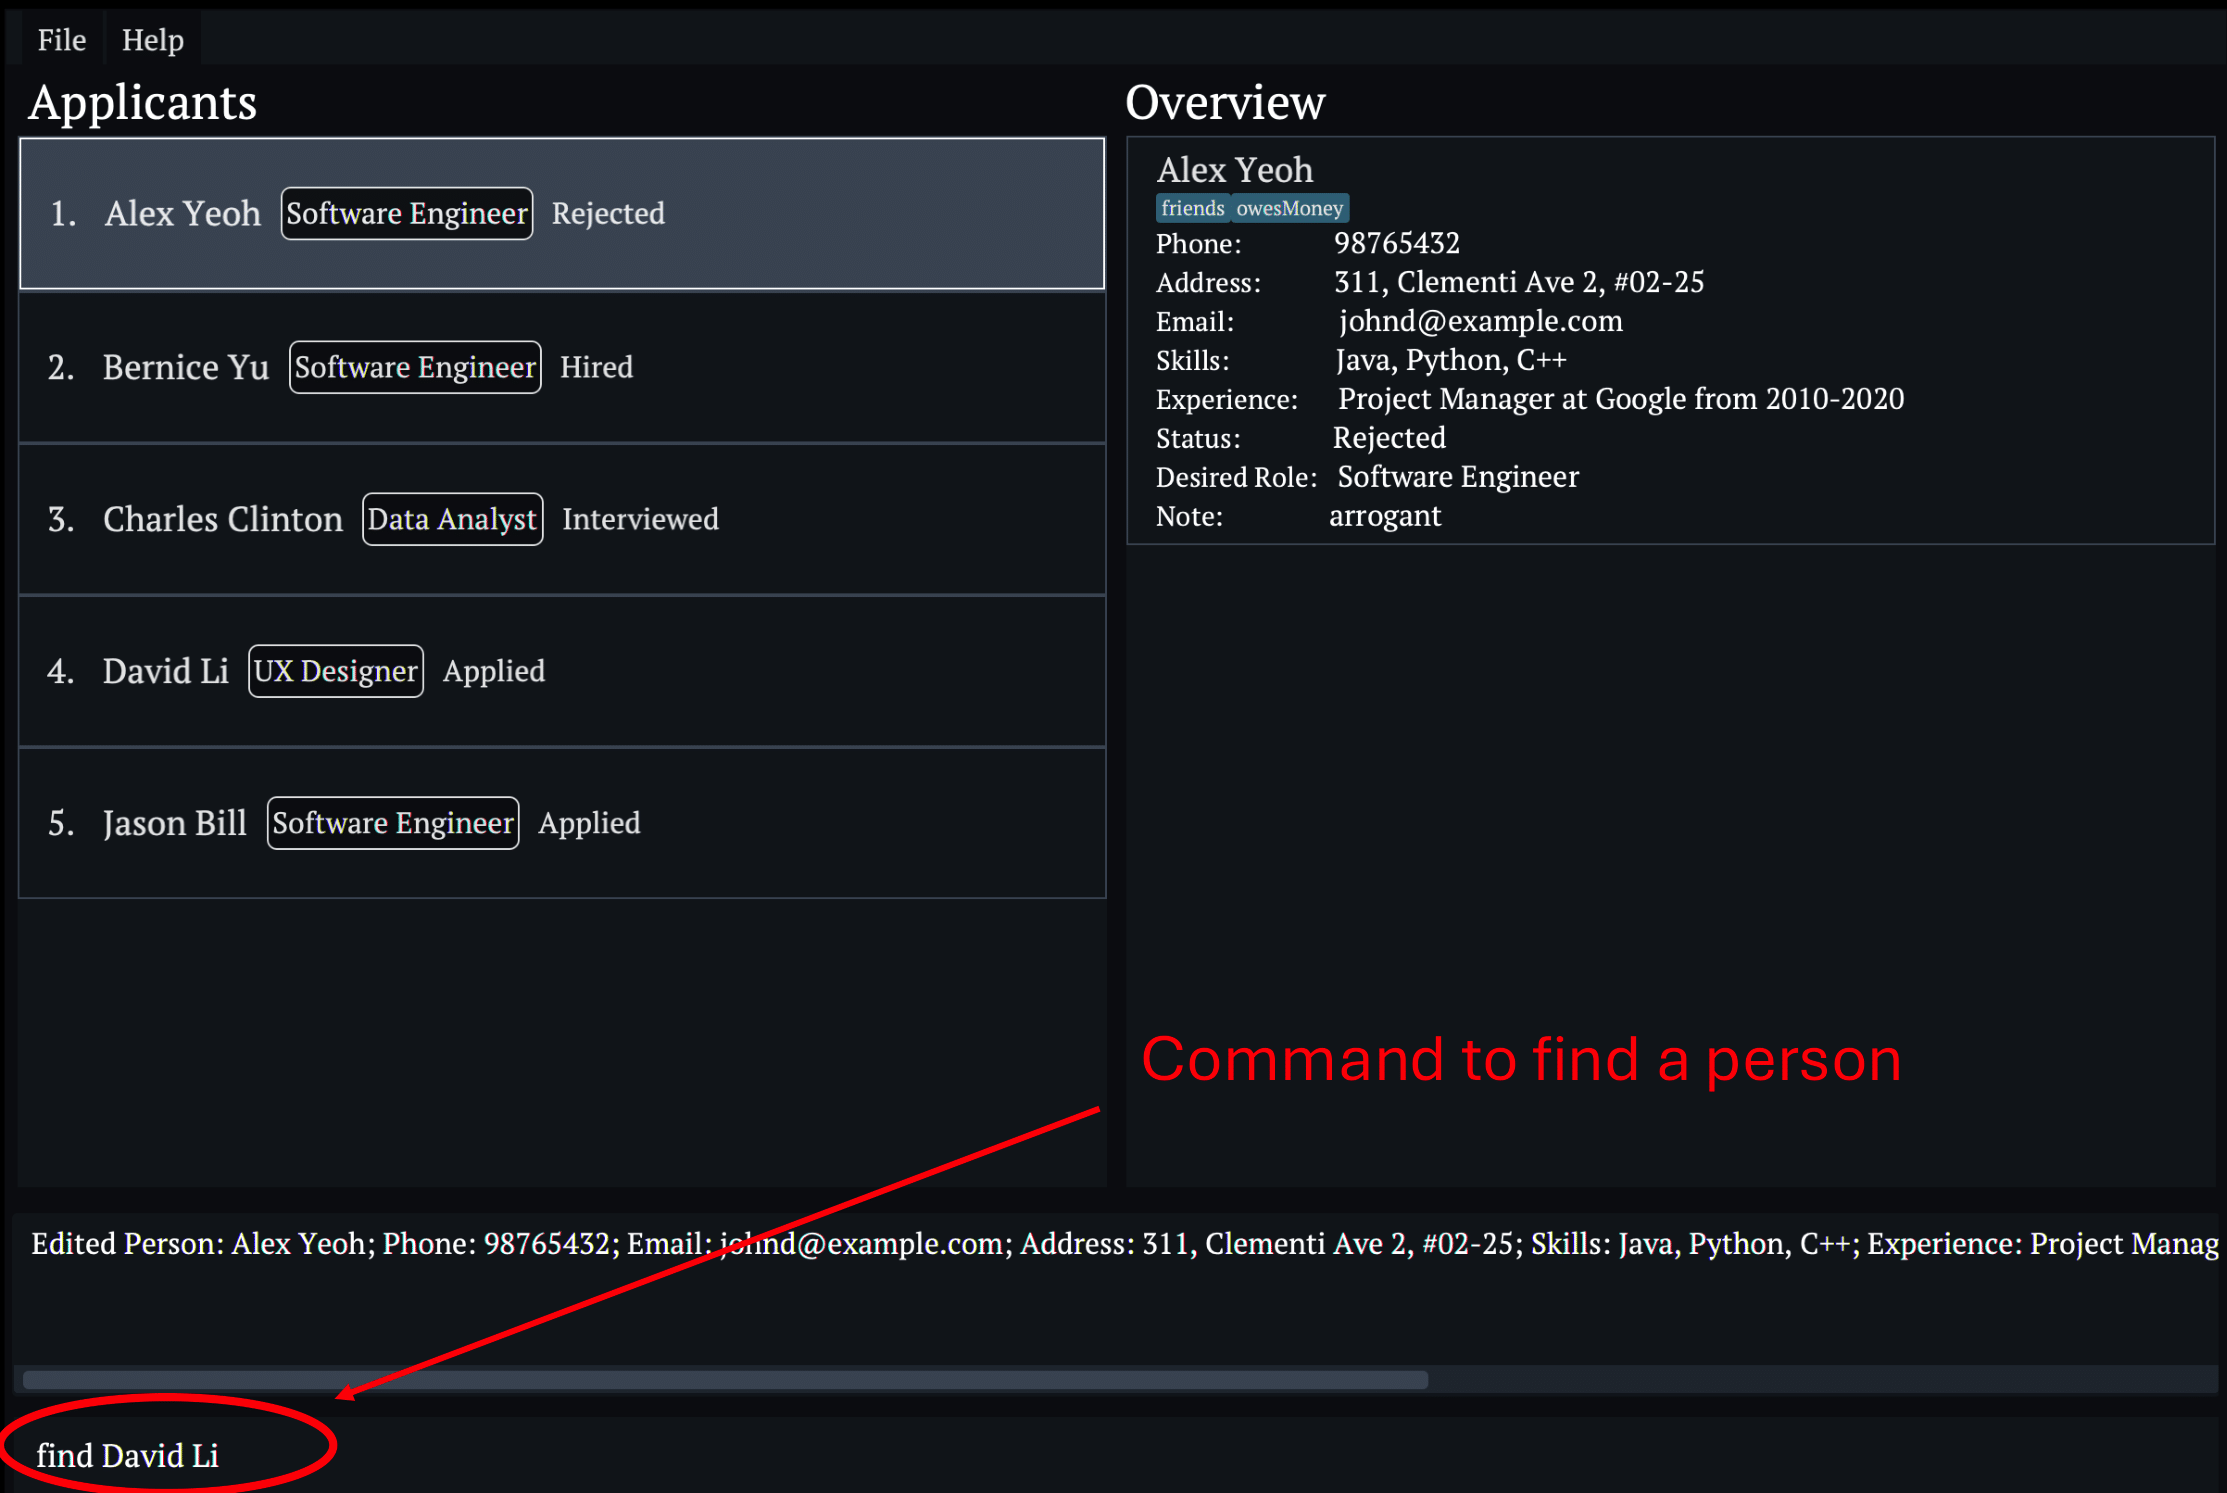 File Help
Applicants
1. Alex Yeoh Software Engineer Rejected
2. Bernice Yu Software Engineer Hired
3. Charles Clinton Data Analyst Interviewed
4. David Li UX Designer Applied
5. Jason Bill Software Engineer Applied
Overview
Alex Yeoh
friends owesMoney
Phone: 98765432
Address: 311, Clementi Ave 2, #02-25
Email: johnd@example.com
Skills: Java, Python, C++
Experience: Project Manager at Google from 2010-2020
Status: Rejected
Desired Role: Software Engineer
Note: arrogant
Command to find a person
Edited Person: Alex Yeoh; Phone: 98765432; Email: johnd@example.com; Address: 311, Clementi Ave 2, #02-25; Skills: Java, Python, C++; Experience: Project Manag
find David Li